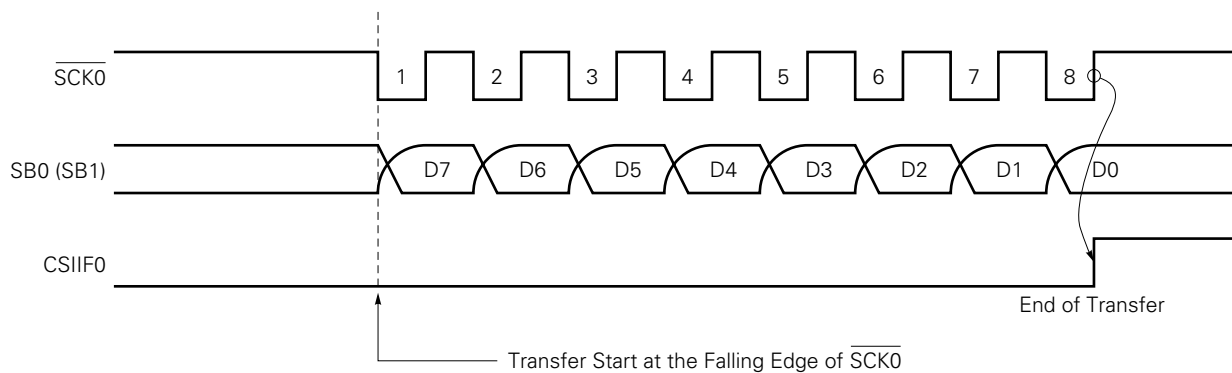 SCK0 1 2 3 4 5 6 7 8
SB0 (SB1) D7 D6 D5 D4 D3 D2 D1 D0
CSIIF0
End of Transfer
Transfer Start at the Falling Edge of SCK0